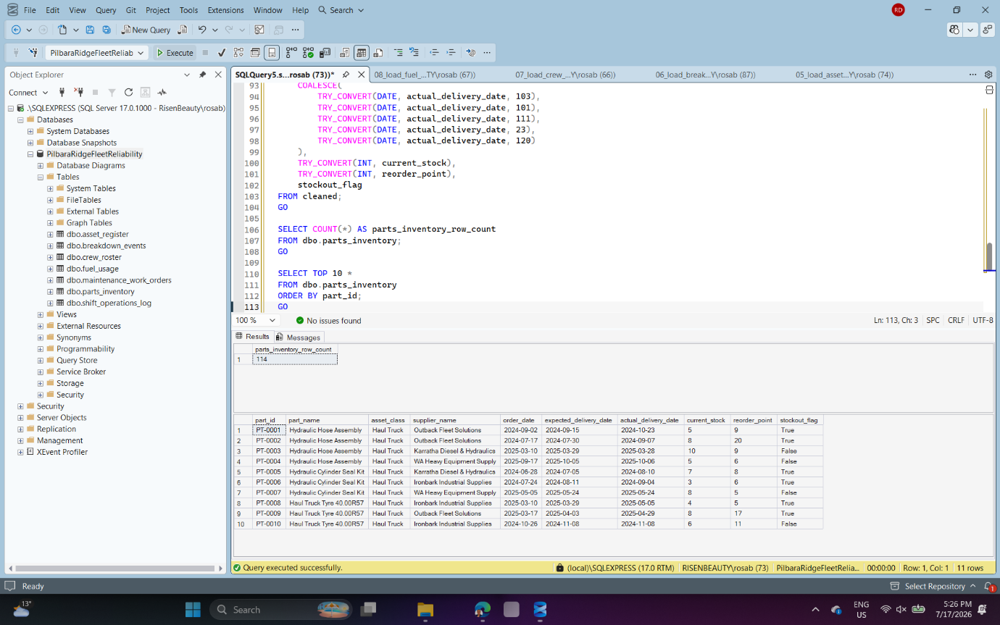 File Edit View Query Git Project Tools Extensions Window Help Search RD
New Query
PilbaraRidgeFleetReliab Execute
Object Explorer
Connect
.\SQLEXPRESS (SQL Server 17.0.1000 - RisenBeauty\rosab)
Databases
System Databases
Database Snapshots
PilbaraRidgeFleetReliability
Database Diagrams
Tables
System Tables
FileTables
External Tables
Graph Tables
dbo.asset_register
dbo.breakdown_events
dbo.crew_roster
dbo.fuel_usage
dbo.maintenance_work_orders
dbo.parts_inventory
dbo.shift_operations_log
Views
External Resources
Synonyms
Programmability
Query Store
Service Broker
Storage
Security
Security
Server Objects
Replication
Management
XEvent Profiler
SQLQuery5.s...rosab (73))* 08_load_fuel_...TY\rosab (67)) 07_load_crew_...Y\rosab (66)) 06_load_break...Y\rosab (87)) 05_load_asset...Y\rosab (74))
93 COALESCE(
94 TRY_CONVERT(DATE, actual_delivery_date, 103),
95 TRY_CONVERT(DATE, actual_delivery_date, 101),
96 TRY_CONVERT(DATE, actual_delivery_date, 111),
97 TRY_CONVERT(DATE, actual_delivery_date, 23),
98 TRY_CONVERT(DATE, actual_delivery_date, 120)
99 ),
100 TRY_CONVERT(INT, current_stock),
101 TRY_CONVERT(INT, reorder_point),
102 stockout_flag
103 FROM cleaned;
104 GO
105
106 SELECT COUNT(*) AS parts_inventory_row_count
107 FROM dbo.parts_inventory;
108 GO
109
110 SELECT TOP 10 *
111 FROM dbo.parts_inventory
112 ORDER BY part_id;
113 GO
100 % No issues found Ln: 113, Ch: 3 SPC CRLF UTF-8
Results Messages
parts_inventory_row_count
1 114
part_id part_name asset_class supplier_name order_date expected_delivery_date actual_delivery_date current_stock reorder_point stockout_flag
1 PT-0001 Hydraulic Hose Assembly Haul Truck Outback Fleet Solutions 2024-09-02 2024-09-15 2024-10-23 5 9 True
2 PT-0002 Hydraulic Hose Assembly Haul Truck Outback Fleet Solutions 2024-07-17 2024-07-30 2024-09-07 8 20 True
3 PT-0003 Hydraulic Hose Assembly Haul Truck Karratha Diesel & Hydraulics 2025-03-10 2025-03-29 2025-03-28 10 9 False
4 PT-0004 Hydraulic Hose Assembly Haul Truck WA Heavy Equipment Supply 2025-09-17 2025-10-05 2025-10-06 5 6 False
5 PT-0005 Hydraulic Cylinder Seal Kit Haul Truck Karratha Diesel & Hydraulics 2024-06-28 2024-07-05 2024-08-10 7 8 True
6 PT-0006 Hydraulic Cylinder Seal Kit Haul Truck Ironbark Industrial Supplies 2024-07-24 2024-08-11 2024-09-04 3 6 True
7 PT-0007 Hydraulic Cylinder Seal Kit Haul Truck WA Heavy Equipment Supply 2025-05-05 2025-05-24 2025-05-24 8 5 False
8 PT-0008 Haul Truck Tyre 40.00R57 Haul Truck Ironbark Industrial Supplies 2025-03-10 2025-03-29 2025-05-05 4 5 True
9 PT-0009 Haul Truck Tyre 40.00R57 Haul Truck Outback Fleet Solutions 2025-03-17 2025-04-03 2025-04-29 8 17 True
10 PT-0010 Haul Truck Tyre 40.00R57 Haul Truck Ironbark Industrial Supplies 2024-10-26 2024-11-08 2024-11-08 6 11 False
Query executed successfully. (local)\SQLEXPRESS (17.0 RTM) RISENBEAUTY\rosab (73) PilbaraRidgeFleetRelia... 00:00:00 Row: 1, Col: 1 11 rows
Ready Select Repository 1
13° Search ENG US 5:26 PM 7/17/2026